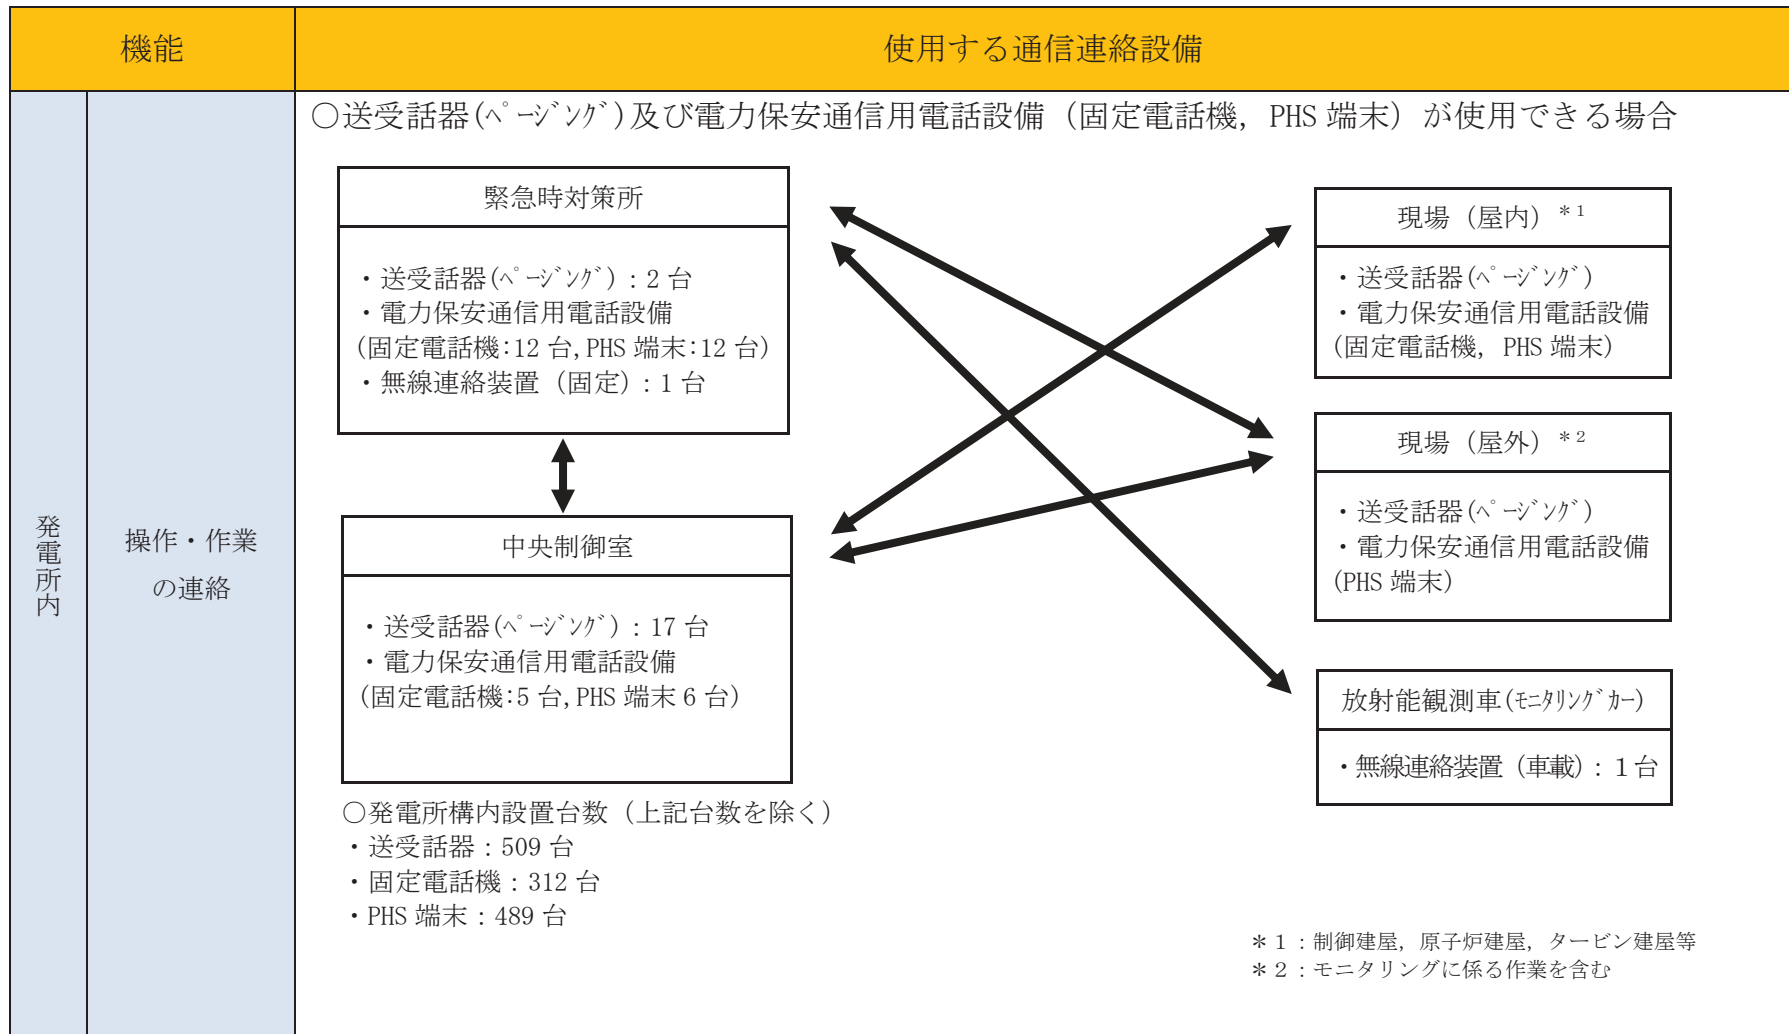 機能
使用する通信連絡設備
発電所内
操作・作業
の連絡
○送受話器(ﾍﾟｰｼﾞﾝｸﾞ)及び電力保安通信用電話設備（固定電話機，PHS 端末）が使用できる場合
緊急時対策所
・送受話器(ﾍﾟｰｼﾞﾝｸﾞ)：2 台
・電力保安通信用電話設備
(固定電話機:12 台,PHS 端末:12 台)
・無線連絡装置（固定）：1 台
中央制御室
・送受話器(ﾍﾟｰｼﾞﾝｸﾞ)：17 台
・電力保安通信用電話設備
(固定電話機:5 台,PHS 端末 6 台)
○発電所構内設置台数（上記台数を除く）
・送受話器：509 台
・固定電話機：312 台
・PHS 端末：489 台
現場（屋内）＊1
・送受話器(ﾍﾟｰｼﾞﾝｸﾞ)
・電力保安通信用電話設備
(固定電話機，PHS 端末)
現場（屋外）＊2
・送受話器(ﾍﾟｰｼﾞﾝｸﾞ)
・電力保安通信用電話設備
(PHS 端末)
放射能観測車(ﾓﾆﾀﾘﾝｸﾞｶｰ)
・無線連絡装置（車載）：１台
＊１：制御建屋，原子炉建屋，タービン建屋等
＊２：モニタリングに係る作業を含む